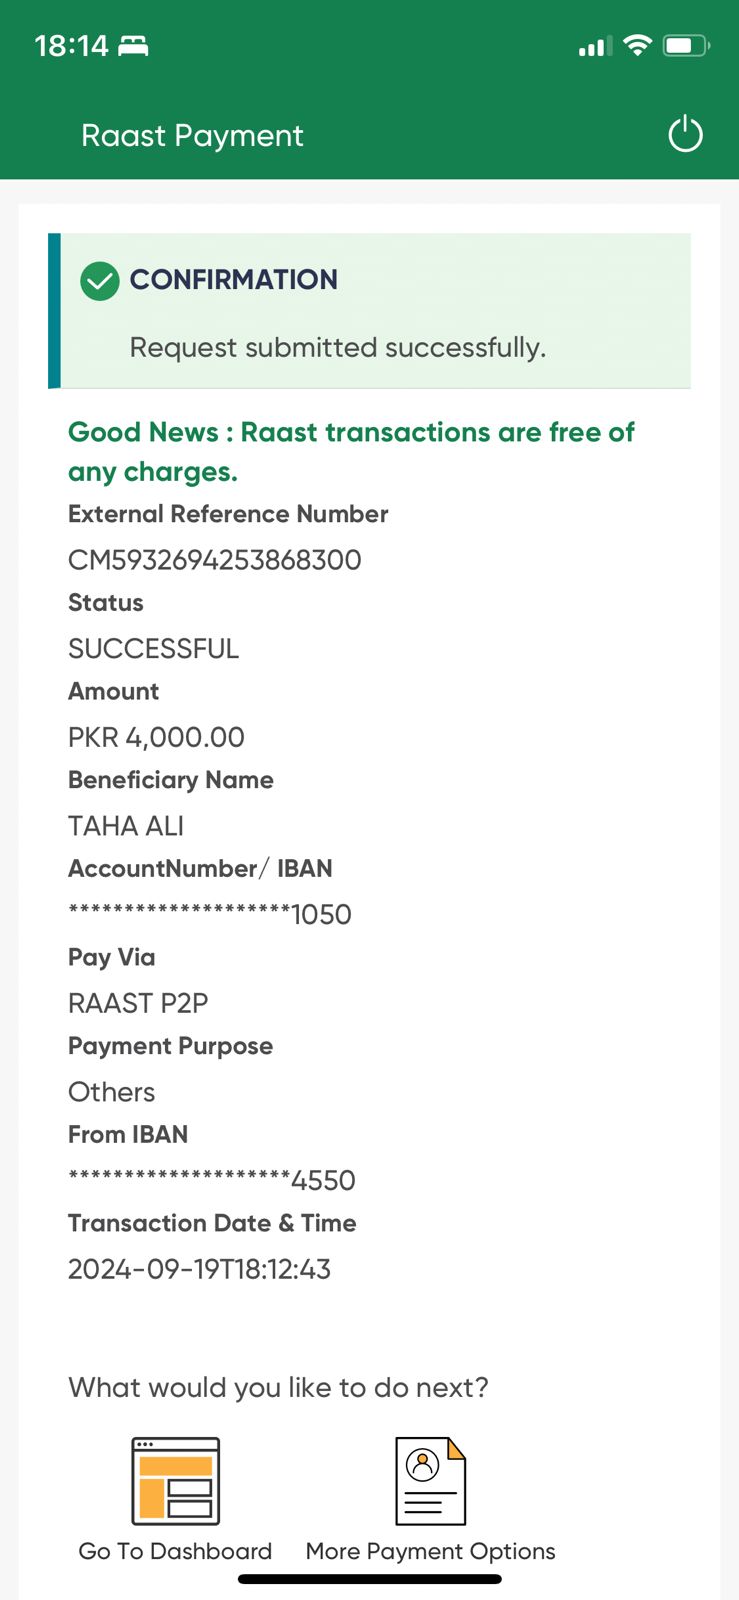 18:14
Raast Payment
CONFIRMATION
Request submitted successfully.
Good News : Raast transactions are free of
any charges.
External Reference Number
CM5932694253868300
Status
SUCCESSFUL
Amount
PKR 4,000.00
Beneficiary Name
TAHA ALI
AccountNumber/ IBAN
********************1050
Pay Via
RAAST P2P
Payment Purpose
Others
From IBAN
********************4550
Transaction Date & Time
2024-09-19T18:12:43
What would you like to do next?
Go To Dashboard
More Payment Options